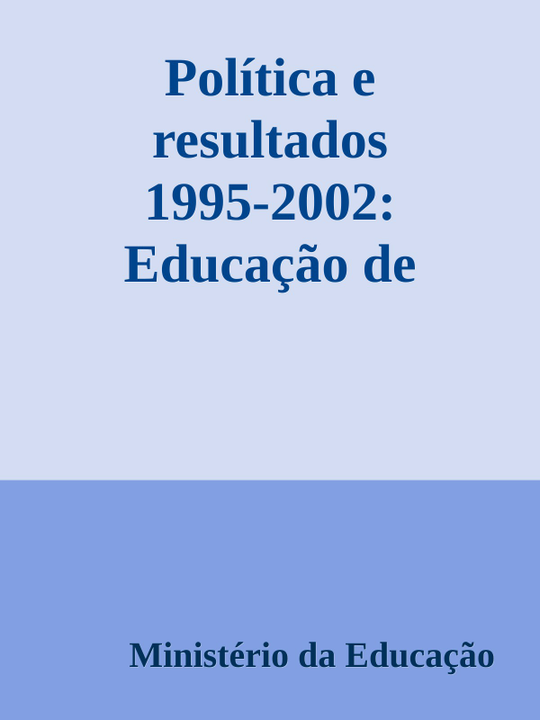 Política e
resultados
1995-2002:
Educação de
Ministério da Educação